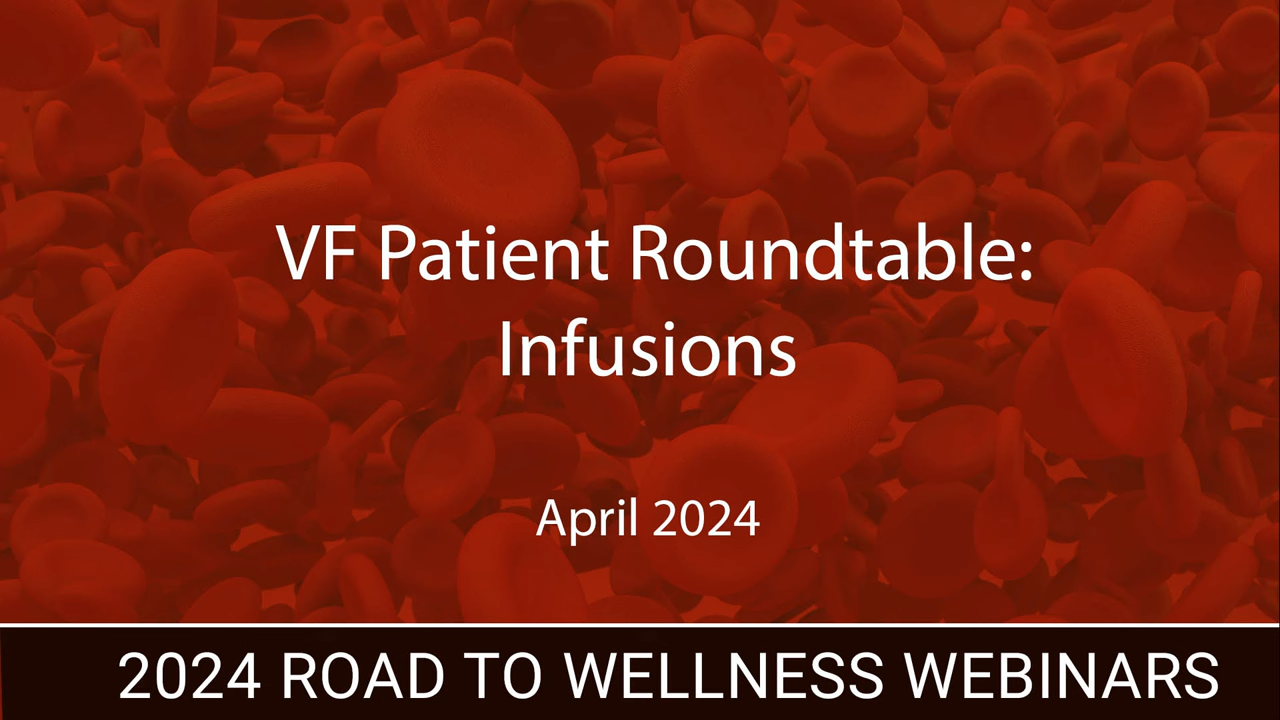 VF Patient Roundtable:
Infusions
April 2024
2024 ROAD TO WELLNESS WEBINARS